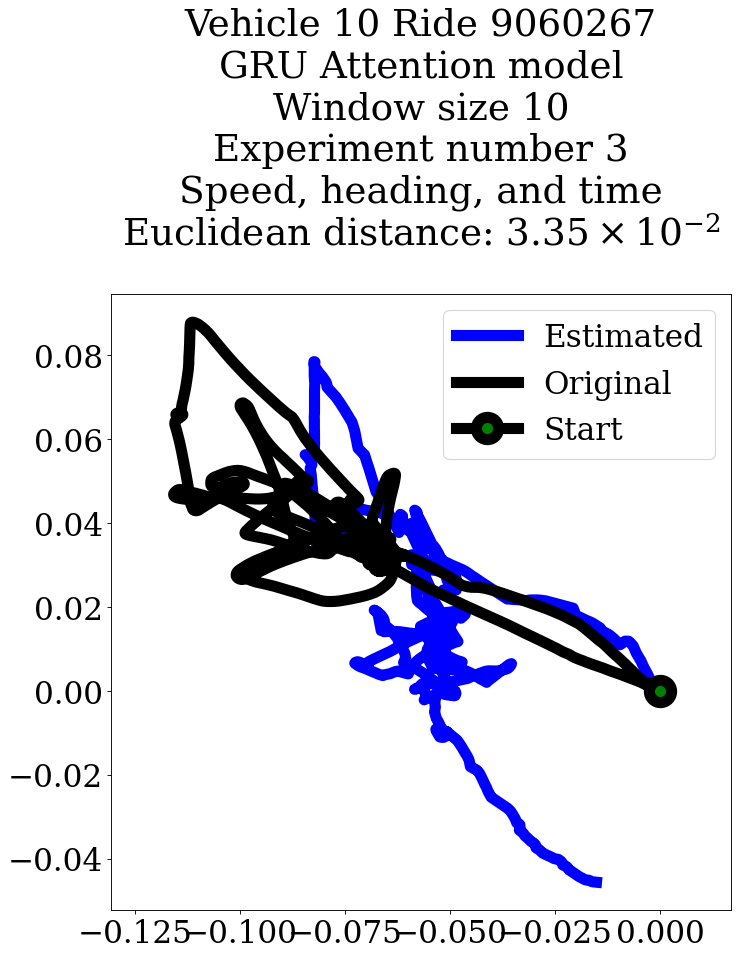 Vehicle 10 Ride 9060267
GRU Attention model
Window size 10
Experiment number 3
Speed, heading, and time
Euclidean distance: 3.35 × 10⁻²
Estimated
Original
Start
0.08
0.06
0.04
0.02
0.00
−0.02
−0.04
−0.125 −0.100 −0.075 −0.050 −0.025 0.000